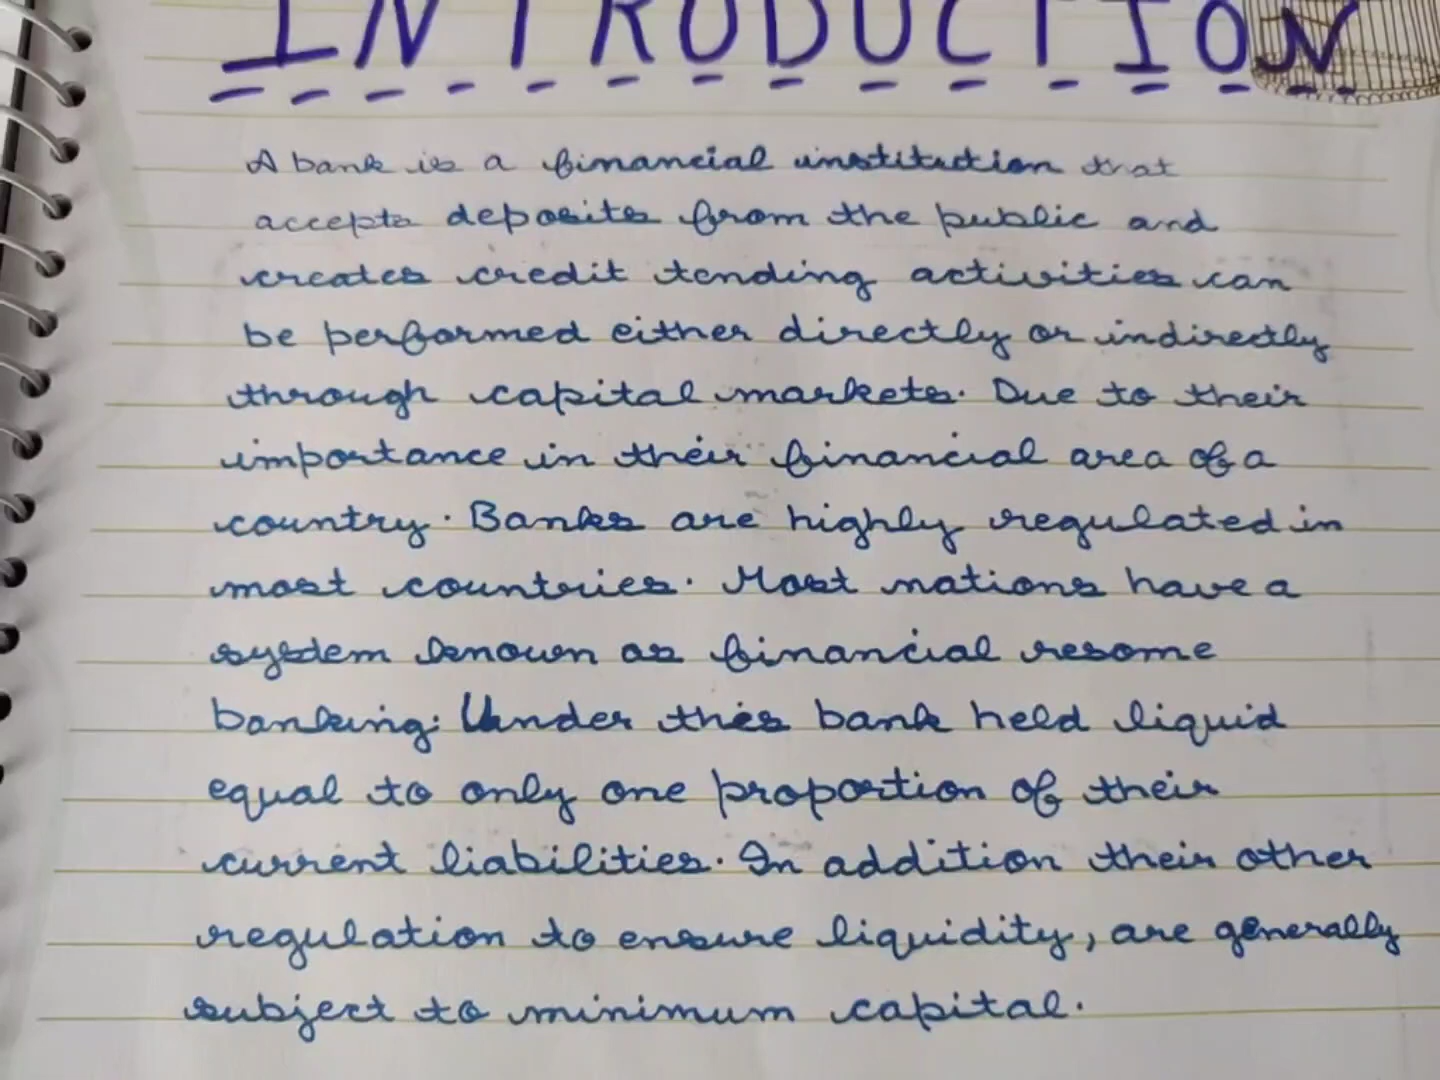 INTRODUCTION
A bank is a financial institution that
accepts deposits from the public and
creates credit tending activities can
be performed either directly or indirectly
through capital markets. Due to their
importance in their financial area of a
country. Banks are highly regulated in
most countries. Most nations have a
system known as financial resome
banking. Under this bank held liquid
equal to only one proportion of their
current liabilities. In addition their other
regulation to ensure liquidity, are generally
subject to minimum capital.